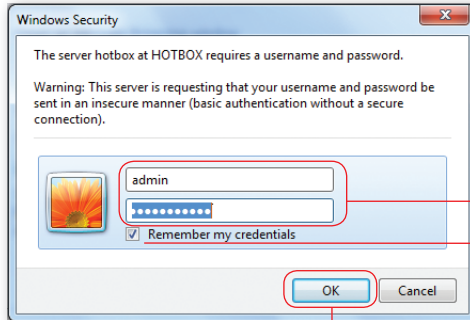 Windows Security
The server hotbox at HOTBOX requires a username and password.
Warning: This server is requesting that your username and password be
sent in an insecure manner (basic authentication without a secure
connection).
admin
●●●●●●●●●●●
Remember my credentials
OK
Cancel